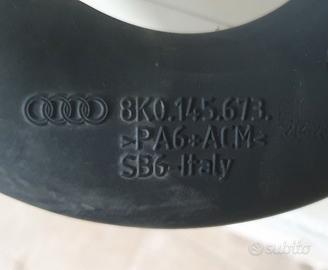 8K0.145.673.
>PA6*ACM<
SB6-Italy
subito